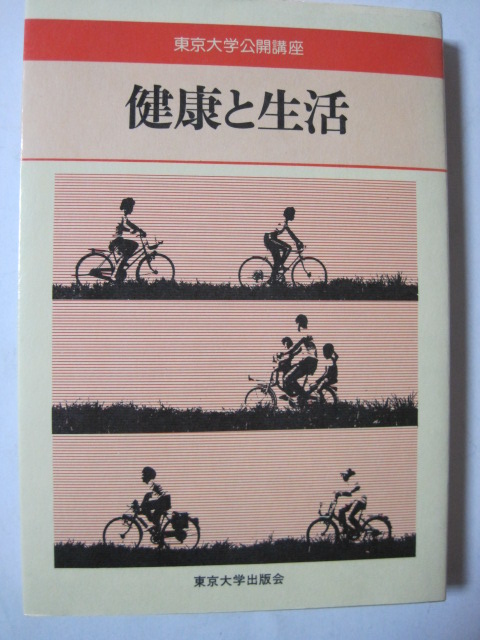 東京大学公開講座
健康と生活
東京大学出版会